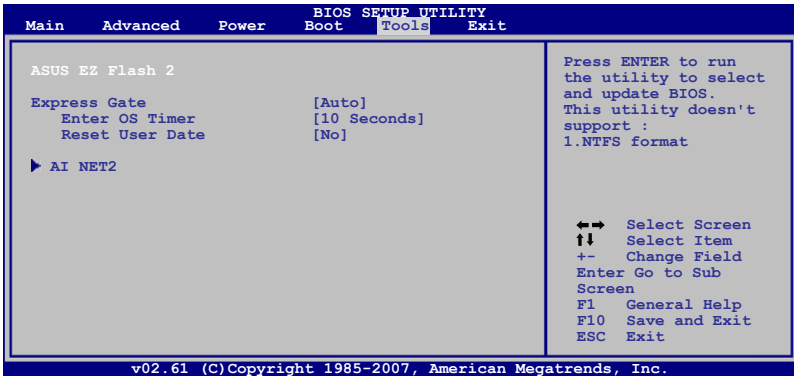 BIOS SETUP UTILITY
Main Advanced Power Boot Tools Exit
ASUS EZ Flash 2
Express Gate [Auto]
Enter OS Timer [10 Seconds]
Reset User Date [No]
AI NET2
Press ENTER to run
the utility to select
and update BIOS.
This utility doesn't
support :
1.NTFS format
←→ Select Screen
↑↓ Select Item
+- Change Field
Enter Go to Sub
Screen
F1 General Help
F10 Save and Exit
ESC Exit
v02.61 (C)Copyright 1985-2007, American Megatrends, Inc.